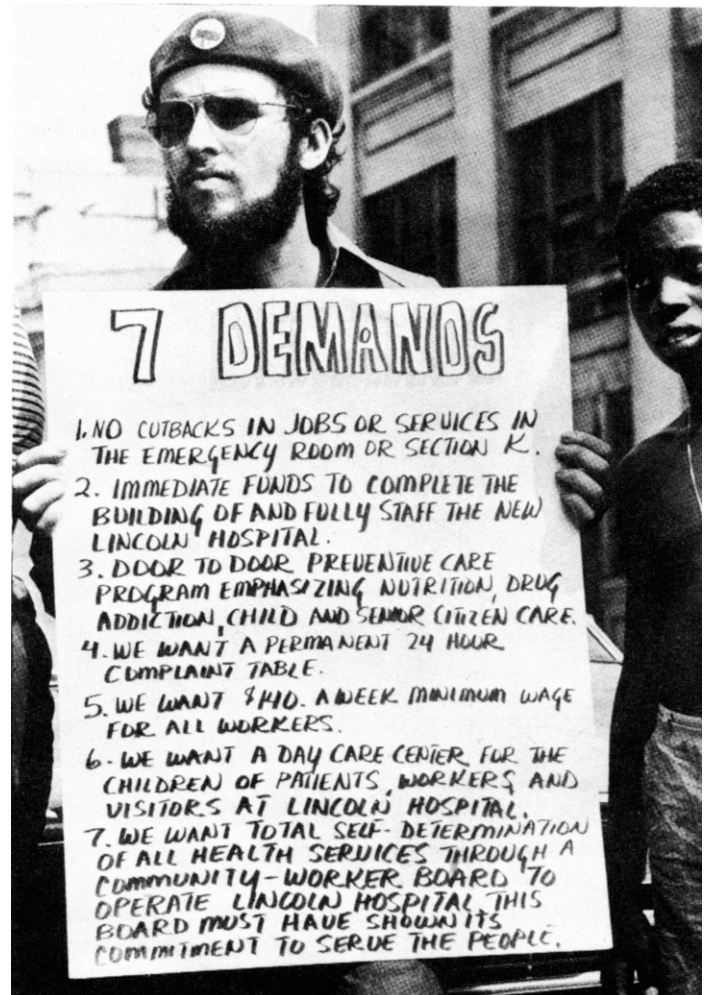 7 DEMANDS
1. NO CUTBACKS IN JOBS OR SERVICES IN
THE EMERGENCY ROOM OR SECTION K.
2. IMMEDIATE FUNDS TO COMPLETE THE
BUILDING OF AND FULLY STAFF THE NEW
LINCOLN HOSPITAL.
3. DOOR TO DOOR PREVENTIVE CARE
PROGRAM EMPHASIZING NUTRITION, DRUG
ADDICTION, CHILD AND SENIOR CITIZEN CARE.
4. WE WANT A PERMANENT 24 HOUR
COMPLAINT TABLE.
5. WE WANT $140. A WEEK MINIMUM WAGE
FOR ALL WORKERS.
6- WE WANT A DAY CARE CENTER FOR THE
CHILDREN OF PATIENTS, WORKERS AND
VISITORS AT LINCOLN HOSPITAL.
7. WE WANT TOTAL SELF-DETERMINATION
OF ALL HEALTH SERVICES THROUGH A
COMMUNITY-WORKER BOARD TO
OPERATE LINCOLN HOSPITAL THIS
BOARD MUST HAVE SHOWN ITS
COMMITMENT TO SERVE THE PEOPLE.